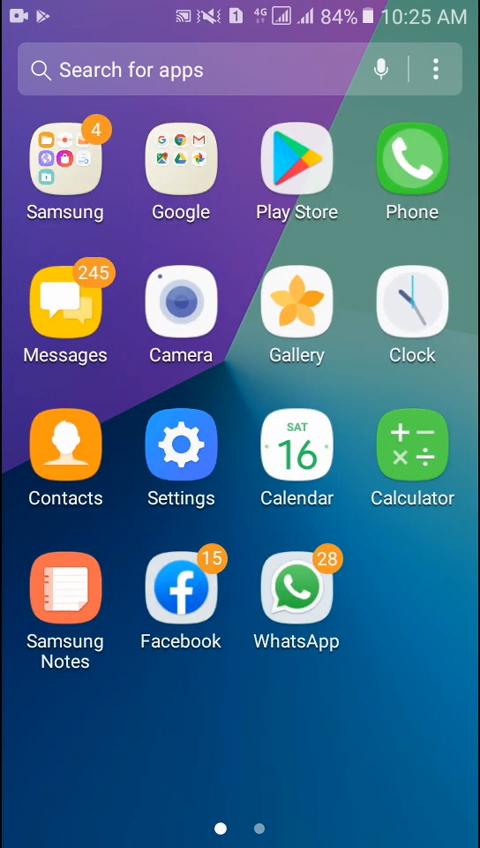 1 4G 84% 10:25 AM
Search for apps
4
Samsung Google Play Store Phone
245
Messages Camera Gallery Clock
SAT
16
Contacts Settings Calendar Calculator
15 28
Samsung Facebook WhatsApp
Notes